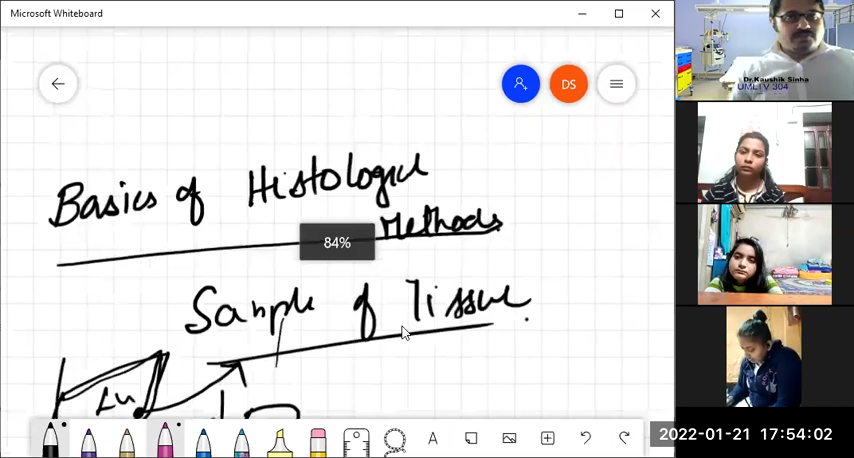 Microsoft Whiteboard
DS
Basics of Histological
Methods
84%
Sample of Tissue.
Dr.Kaushik Sinha
UMLTV 304
A
2022-01-21 17:54:02